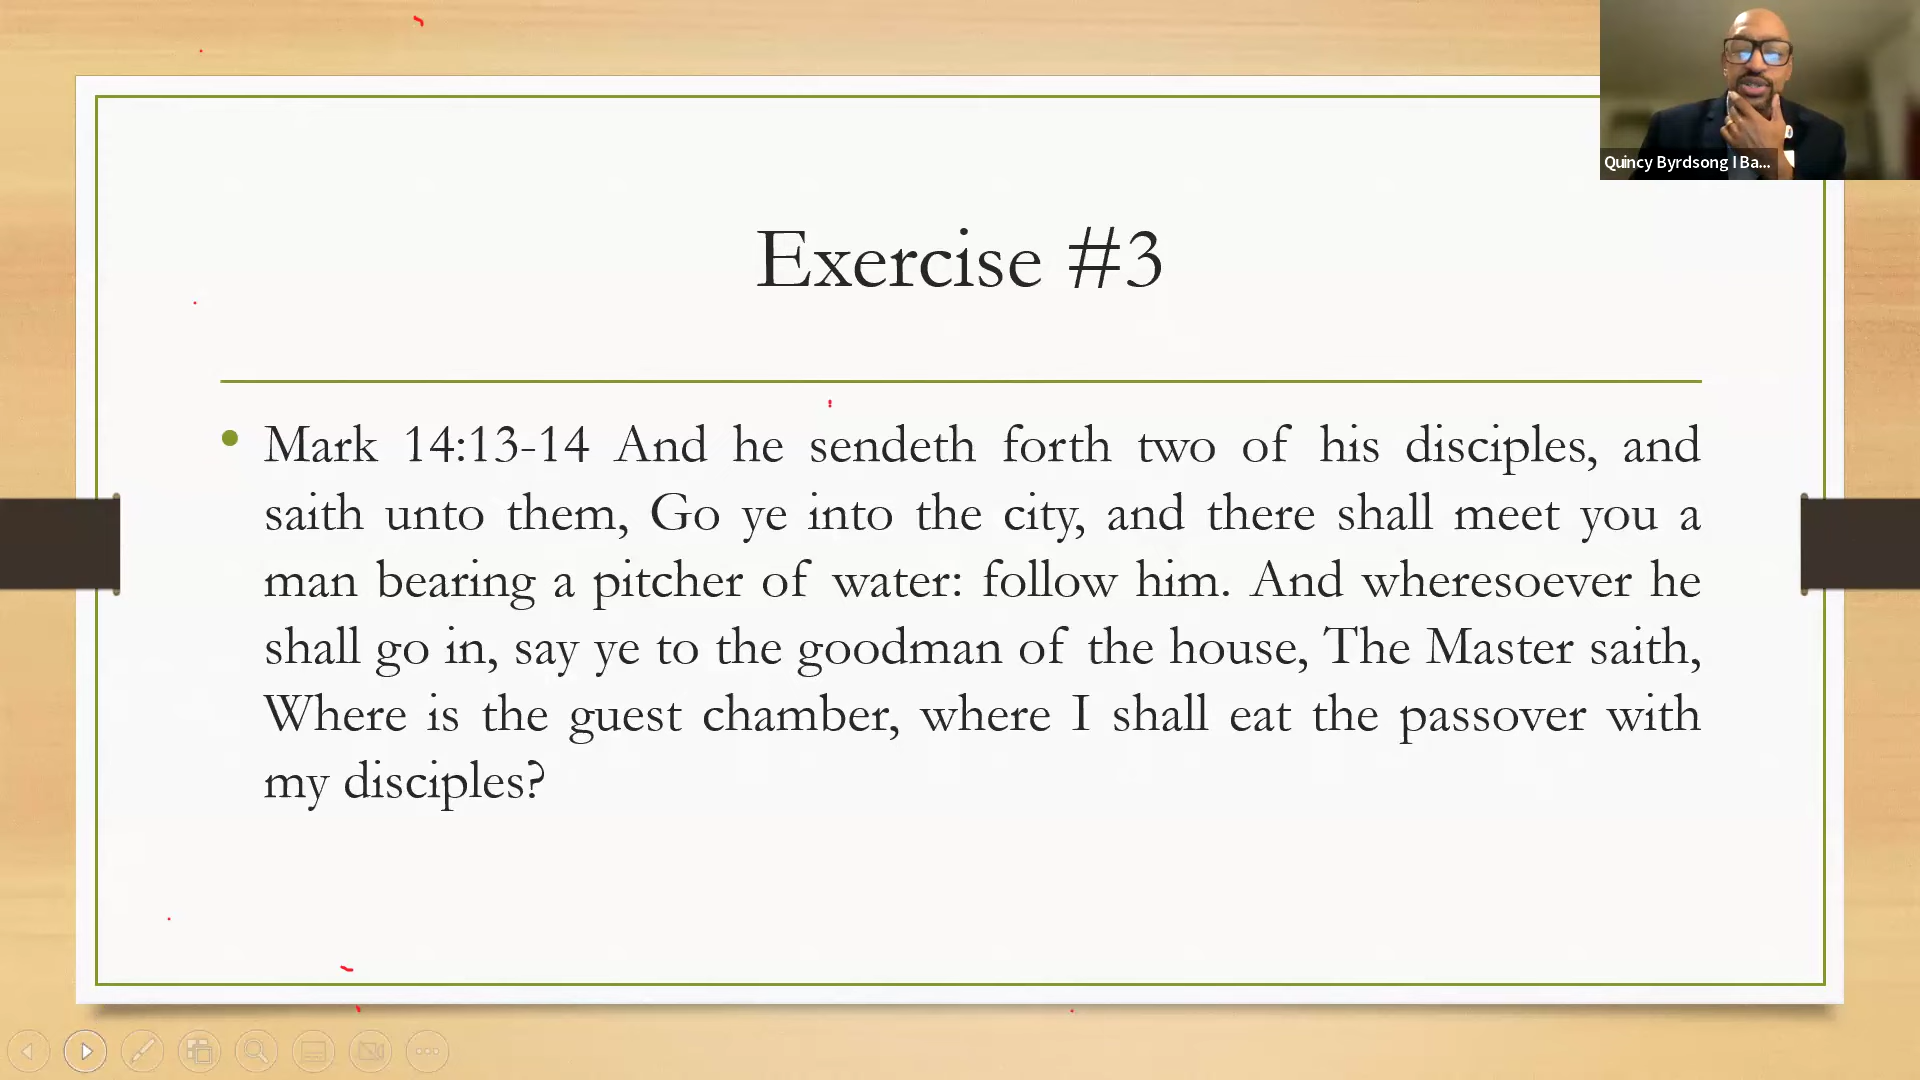 Quincy Byrdsong I Ba...
Exercise #3
• Mark 14:13-14 And he sendeth forth two of his disciples, and
saith unto them, Go ye into the city, and there shall meet you a
man bearing a pitcher of water: follow him. And wheresoever he
shall go in, say ye to the goodman of the house, The Master saith,
Where is the guest chamber, where I shall eat the passover with
my disciples?